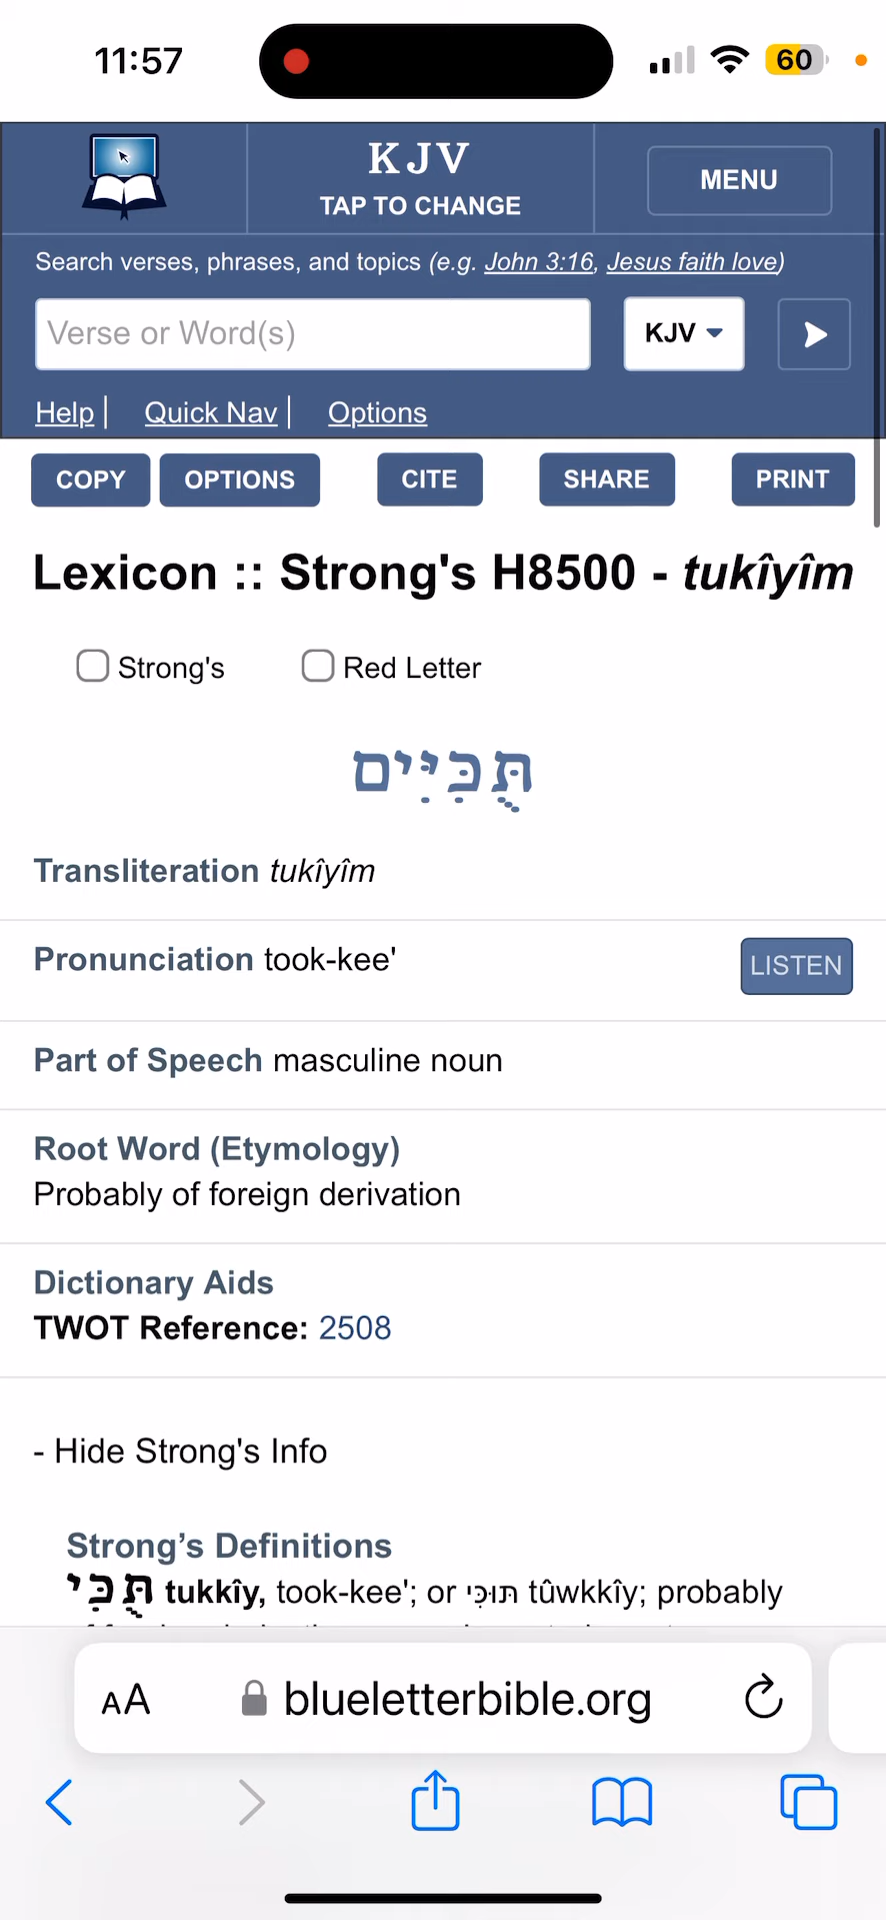 11:57
60
KJV
TAP TO CHANGE
MENU
Search verses, phrases, and topics (e.g. John 3:16, Jesus faith love)
Verse or Word(s)
KJV
Help | Quick Nav | Options
COPY OPTIONS CITE SHARE PRINT
Lexicon :: Strong's H8500 - tukîyîm
Strong's Red Letter
תֻּכִּיִּים
Transliteration tukîyîm
Pronunciation took-kee'
LISTEN
Part of Speech masculine noun
Root Word (Etymology)
Probably of foreign derivation
Dictionary Aids
TWOT Reference: 2508
- Hide Strong's Info
Strong’s Definitions
תֻּכִּי tukkîy, took-kee'; or תּוּכִּי tûwkkîy; probably
AA blueletterbible.org